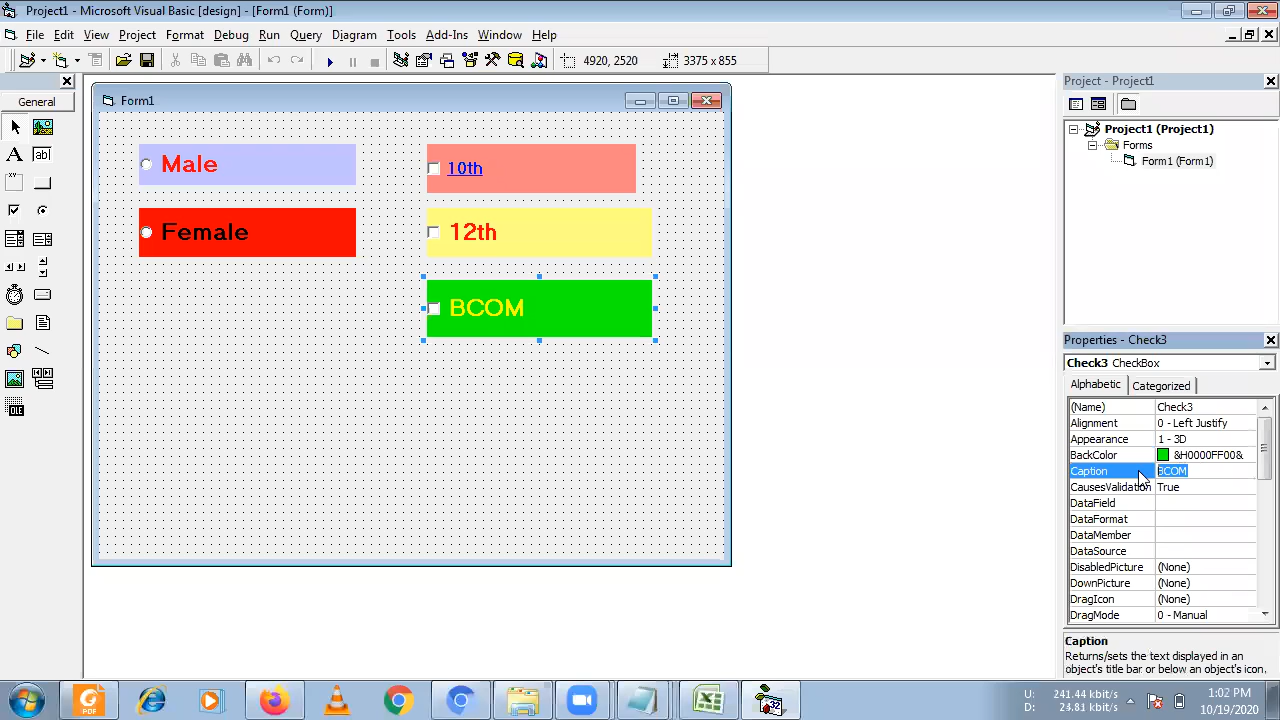 Project1 - Microsoft Visual Basic [design] - [Form1 (Form)]
File Edit View Project Format Debug Run Query Diagram Tools Add-Ins Window Help
4920, 2520 3375 x 855
General
Form1
Male
Female
10th
12th
BCOM
A
ab|
OLE
Project - Project1
Project1 (Project1)
Forms
Form1 (Form1)
Properties - Check3
Check3 CheckBox
Alphabetic Categorized
(Name) Check3
Alignment 0 - Left Justify
Appearance 1 - 3D
BackColor &H0000FF00&
Caption BCOM
CausesValidation True
DataField
DataFormat
DataMember
DataSource
DisabledPicture (None)
DownPicture (None)
DragIcon (None)
DragMode 0 - Manual
Caption
Returns/sets the text displayed in an
object's title bar or below an object's icon.
PDF
32
U: 241.44 kbit/s
D: 24.81 kbit/s
1:02 PM
10/19/2020